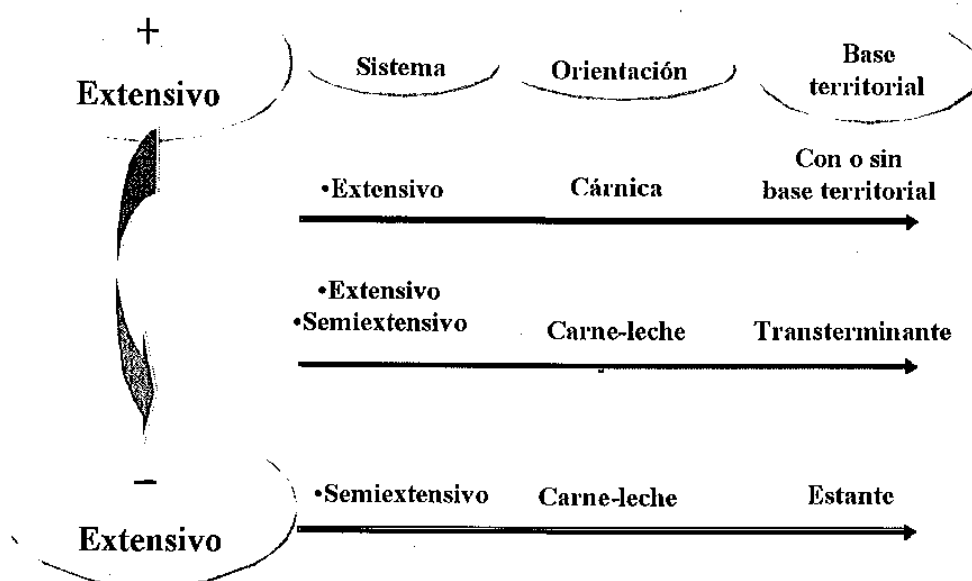 +
Extensivo
Sistema
Orientación
Base
territorial
•Extensivo
Cárnica
Con o sin
base territorial
•Extensivo
•Semiextensivo
Carne-leche
Transterminante
−
Extensivo
•Semiextensivo
Carne-leche
Estante